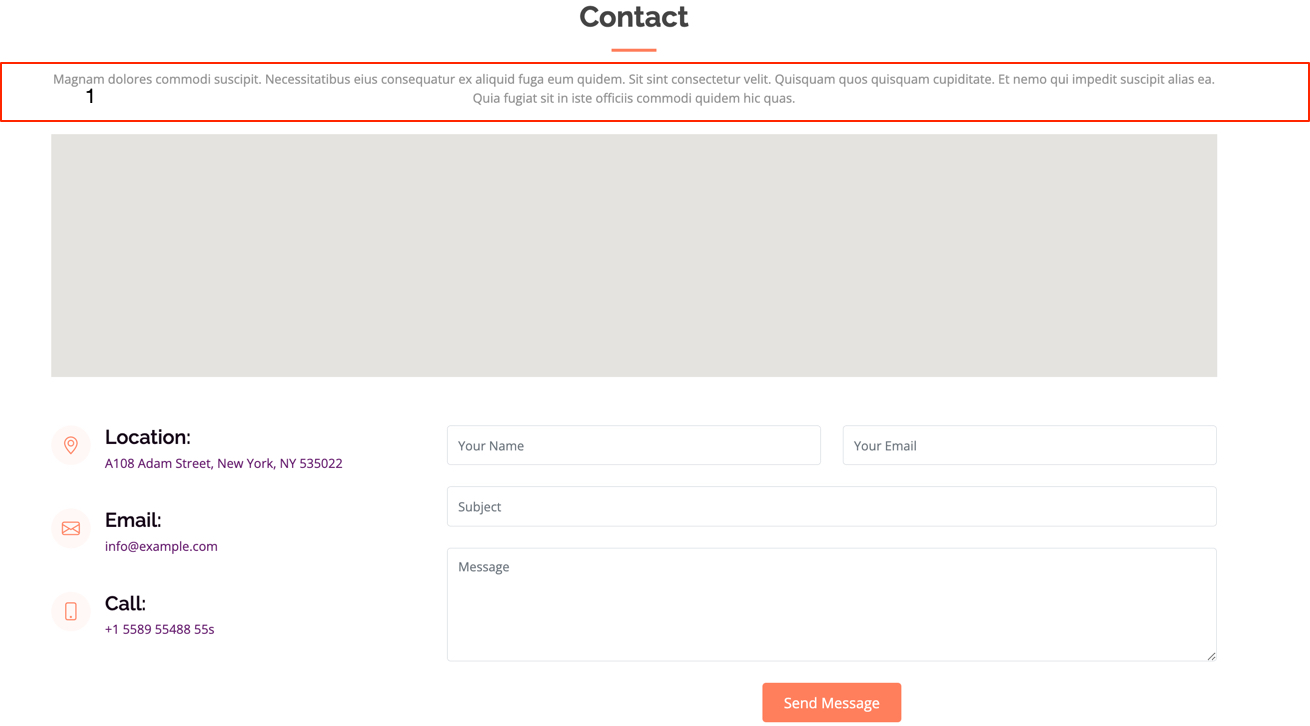 Contact
Magnam dolores commodi suscipit. Necessitatibus eius consequatur ex aliquid fuga eum quidem. Sit sint consectetur velit. Quisquam quos quisquam cupiditate. Et nemo qui impedit suscipit alias ea.
1
Quia fugiat sit in iste officiis commodi quidem hic quas.
Location:
A108 Adam Street, New York, NY 535022
Email:
info@example.com
Call:
+1 5589 55488 55s
Your Name
Your Email
Subject
Message
Send Message